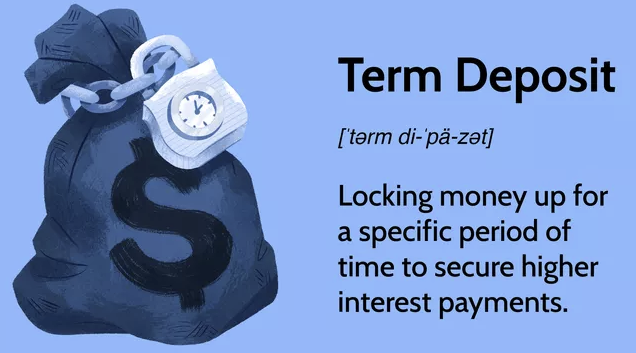 Term Deposit
[ˈtərm di-ˈpä-zət]
Locking money up for
a specific period of
time to secure higher
interest payments.
$